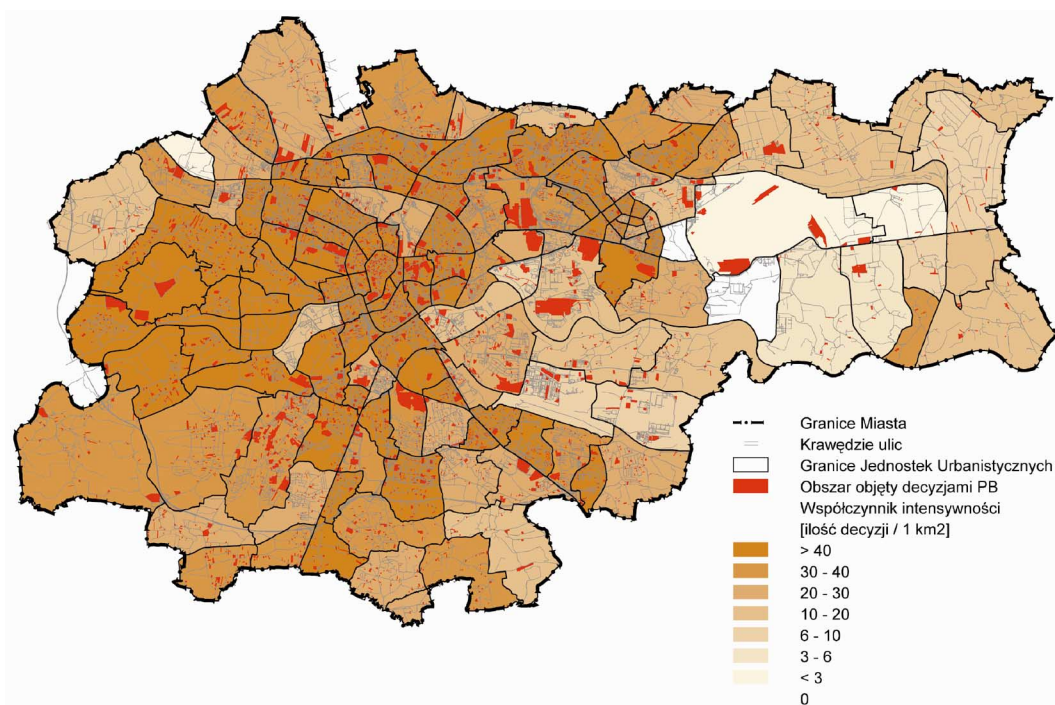 Granice Miasta
Krawędzie ulic
Granice Jednostek Urbanistycznych
Obszar objęty decyzjami PB
Współczynnik intensywności
[ilość decyzji / 1 km2]
> 40
30 - 40
20 - 30
10 - 20
6 - 10
3 - 6
< 3
0